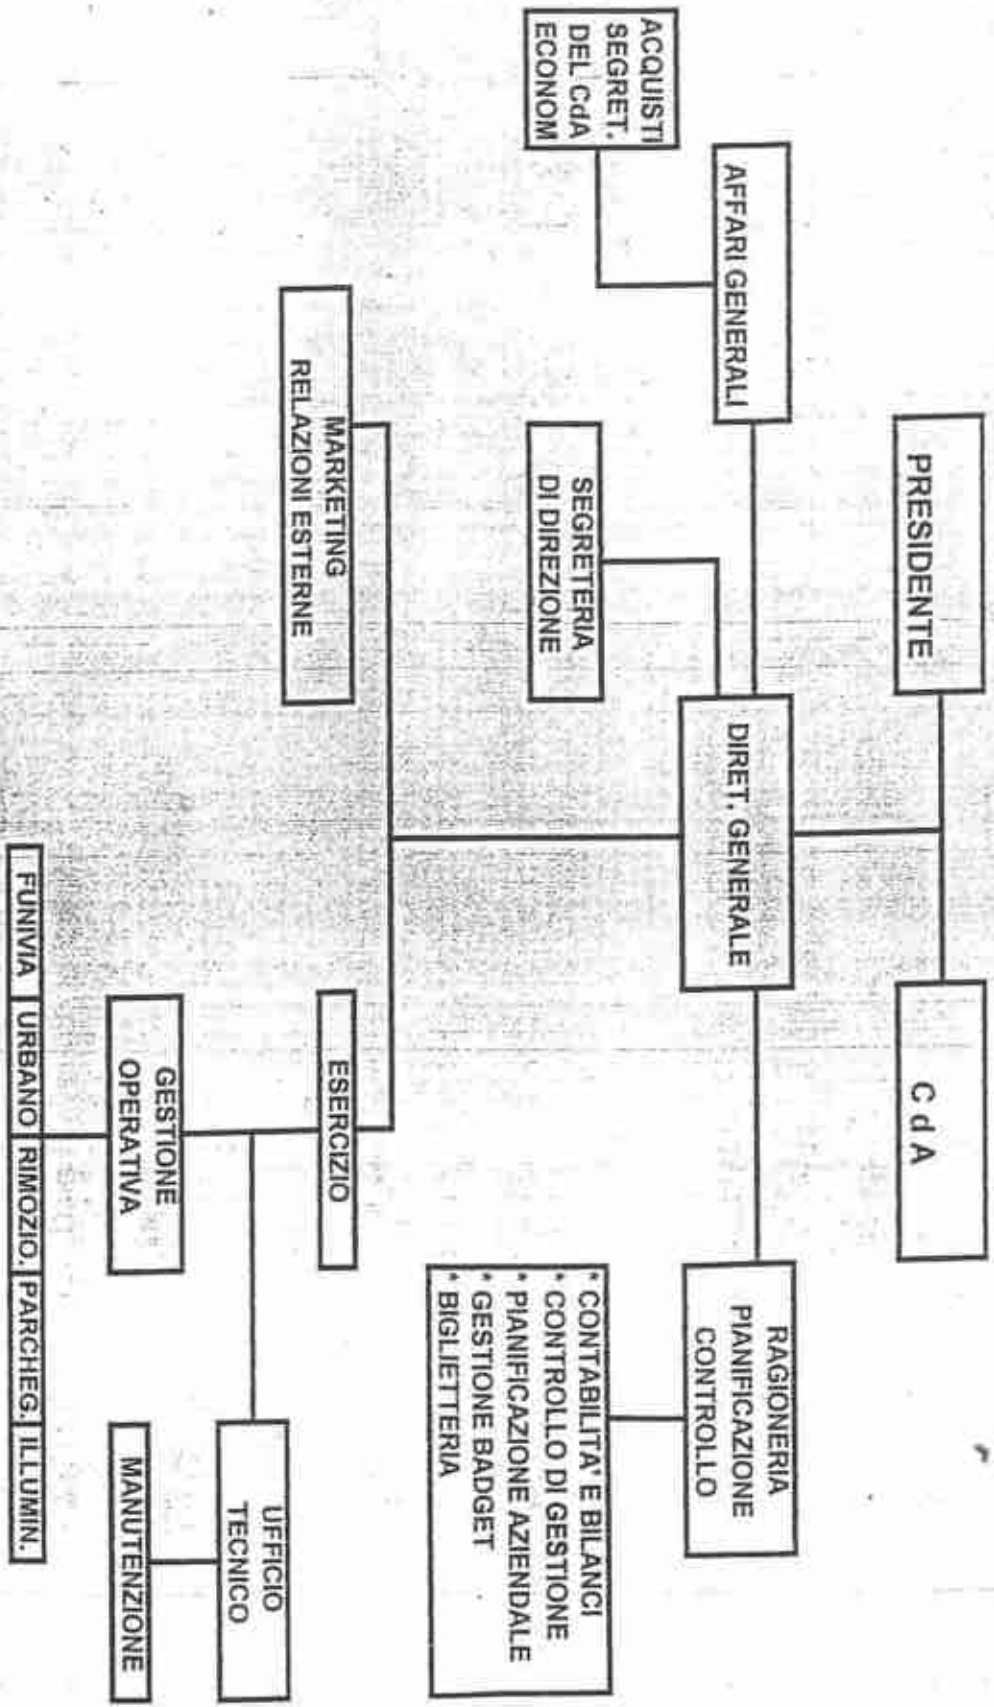 PRESIDENTE
C d A
AFFARI GENERALI
DIRET. GENERALE
RAGIONERIA
PIANIFICAZIONE
CONTROLLO
ACQUISTI
SEGRET.
DEL CdA
ECONOM
SEGRETERIA
DI DIREZIONE
* CONTABILITA' E BILANCI
* CONTROLLO DI GESTIONE
* PIANIFICAZIONE AZIENDALE
* GESTIONE BADGET
* BIGLIETTERIA
MARKETING
RELAZIONI ESTERNE
ESERCIZIO
UFFICIO
TECNICO
GESTIONE
OPERATIVA
MANUTENZIONE
FUNIVIA URBANO RIMOZIO. PARCHEG. ILLUMIN.